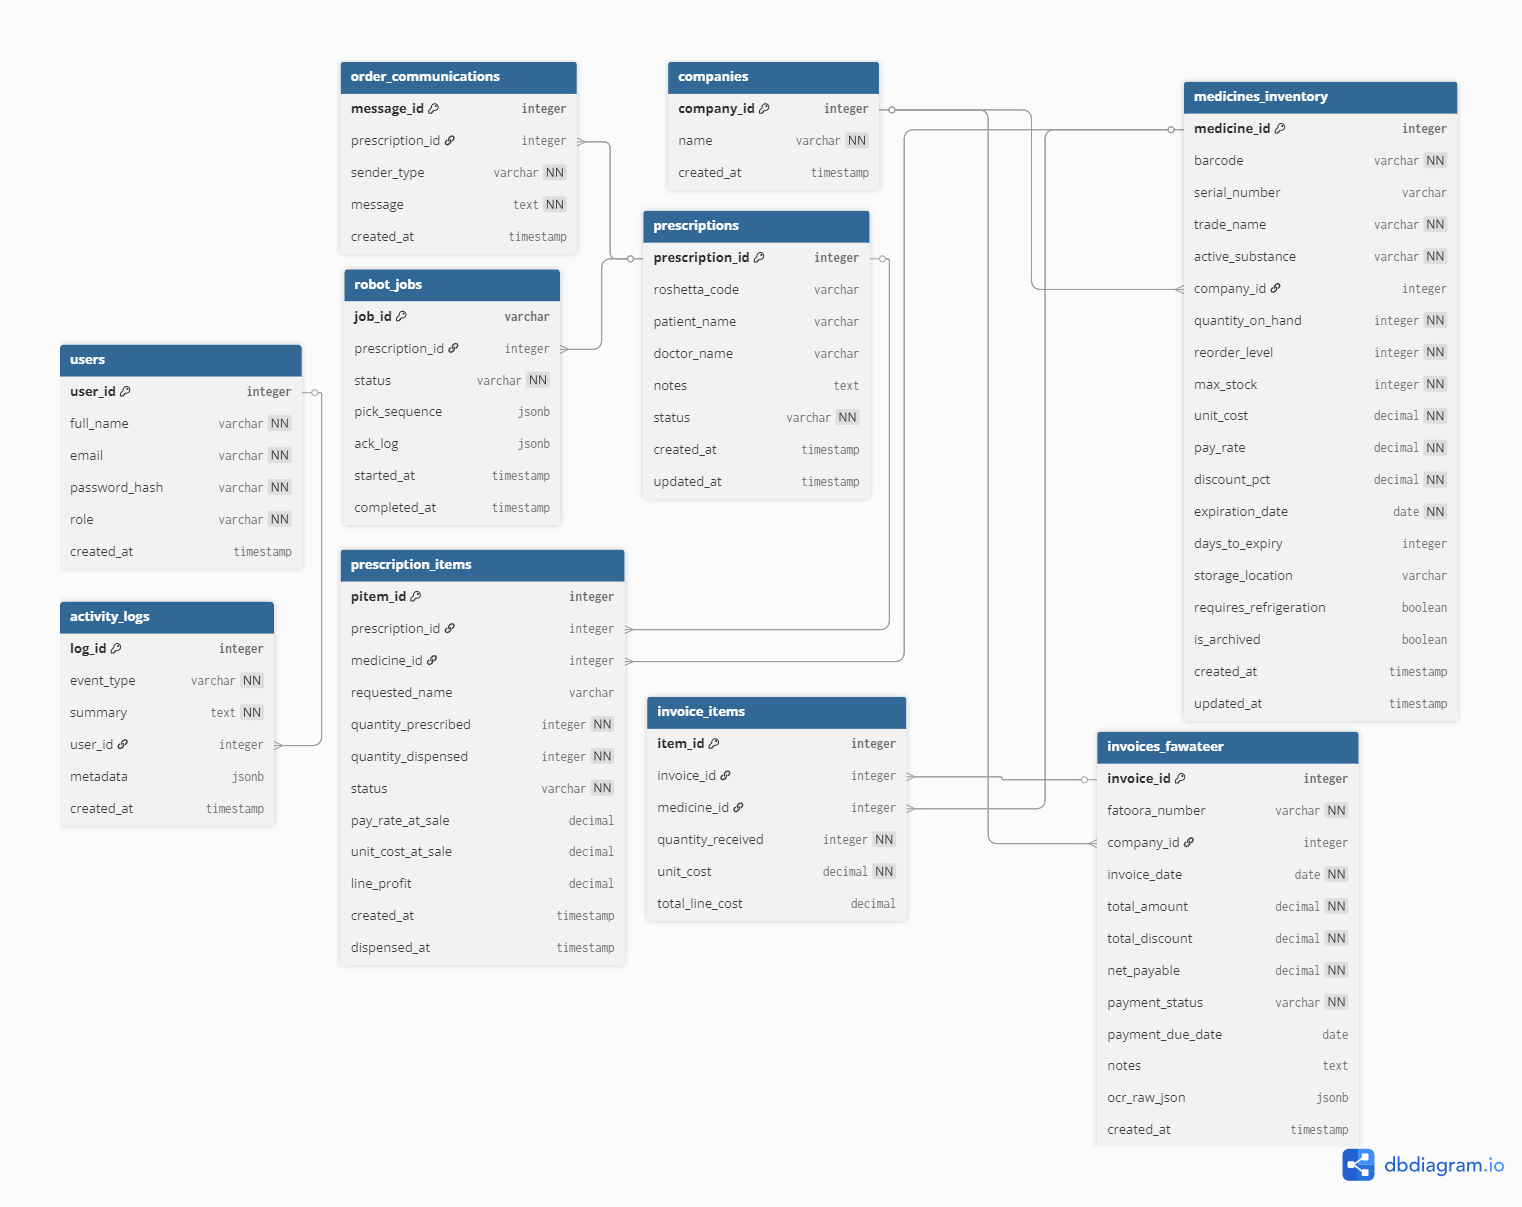 order_communications
message_id integer
prescription_id integer
sender_type varchar NN
message text NN
created_at timestamp
companies
company_id integer
name varchar NN
created_at timestamp
medicines_inventory
medicine_id integer
barcode varchar NN
serial_number varchar
trade_name varchar NN
active_substance varchar NN
company_id integer
quantity_on_hand integer NN
reorder_level integer NN
max_stock integer NN
unit_cost decimal NN
pay_rate decimal NN
discount_pct decimal NN
expiration_date date NN
days_to_expiry integer
storage_location varchar
requires_refrigeration boolean
is_archived boolean
created_at timestamp
updated_at timestamp
prescriptions
prescription_id integer
roshetta_code varchar
patient_name varchar
doctor_name varchar
notes text
status varchar NN
created_at timestamp
updated_at timestamp
robot_jobs
job_id varchar
prescription_id integer
status varchar NN
pick_sequence jsonb
ack_log jsonb
started_at timestamp
completed_at timestamp
users
user_id integer
full_name varchar NN
email varchar NN
password_hash varchar NN
role varchar NN
created_at timestamp
activity_logs
log_id integer
event_type varchar NN
summary text NN
user_id integer
metadata jsonb
created_at timestamp
prescription_items
pitem_id integer
prescription_id integer
medicine_id integer
requested_name varchar
quantity_prescribed integer NN
quantity_dispensed integer NN
status varchar NN
pay_rate_at_sale decimal
unit_cost_at_sale decimal
line_profit decimal
created_at timestamp
dispensed_at timestamp
invoice_items
item_id integer
invoice_id integer
medicine_id integer
quantity_received integer NN
unit_cost decimal NN
total_line_cost decimal
invoices_fawateer
invoice_id integer
fatoora_number varchar NN
company_id integer
invoice_date date NN
total_amount decimal NN
total_discount decimal NN
net_payable decimal NN
payment_status varchar NN
payment_due_date date
notes text
ocr_raw_json jsonb
created_at timestamp
dbdiagram.io